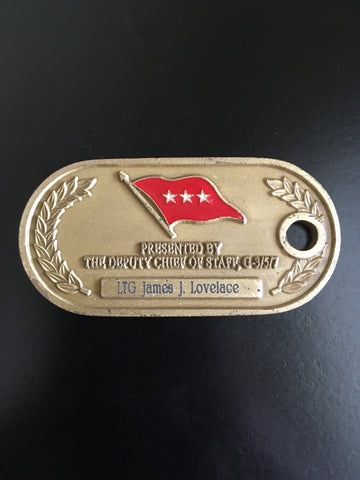 PRESENTED BY
THE DEPUTY CHIEF OF STAFF, G-3/5/7
LTG James J. Lovelace